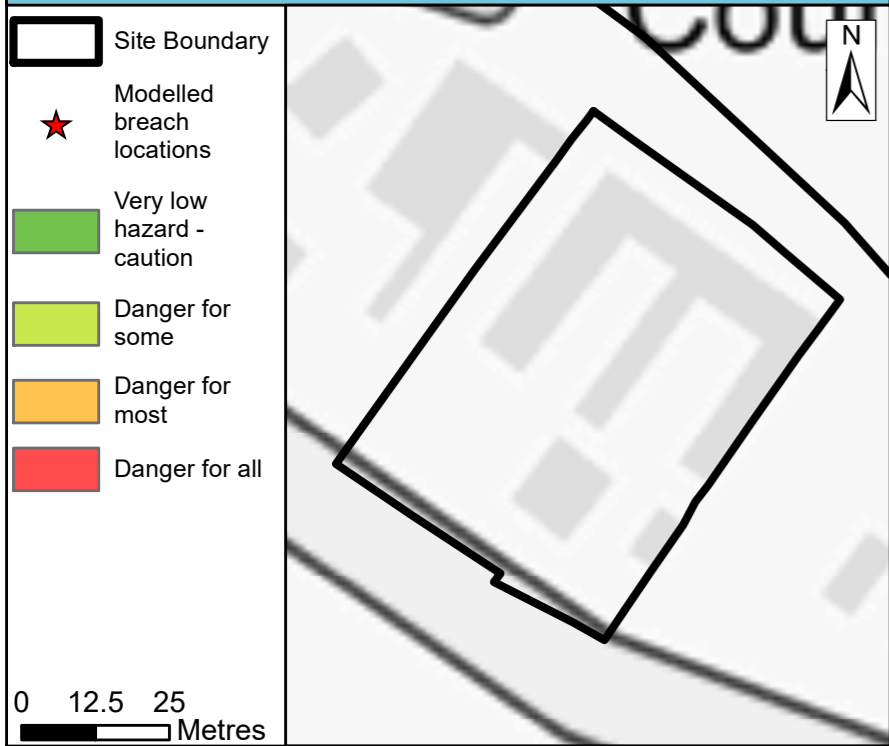 Site Boundary
Modelled
breach
locations
Very low
hazard -
caution
Danger for
some
Danger for
most
Danger for all
0 12.5 25
Metres
N